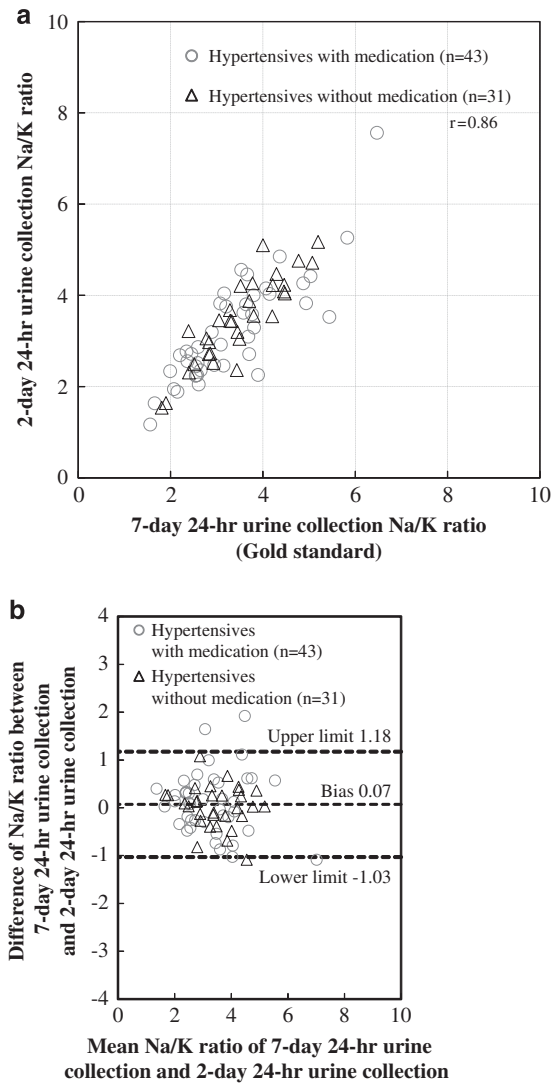 a
10
8
6
4
2
0
2-day 24-hr urine collection Na/K ratio
Hypertensives with medication (n=43)
Hypertensives without medication (n=31)
r=0.86
0 2 4 6 8 10
7-day 24-hr urine collection Na/K ratio
(Gold standard)
b
4
3
2
1
0
-1
-2
-3
-4
Difference of Na/K ratio between
7-day 24-hr urine collection
and 2-day 24-hr urine collection
Hypertensives
with medication (n=43)
Hypertensives
without medication (n=31)
Upper limit 1.18
Bias 0.07
Lower limit -1.03
0 2 4 6 8 10
Mean Na/K ratio of 7-day 24-hr urine
collection and 2-day 24-hr urine collection